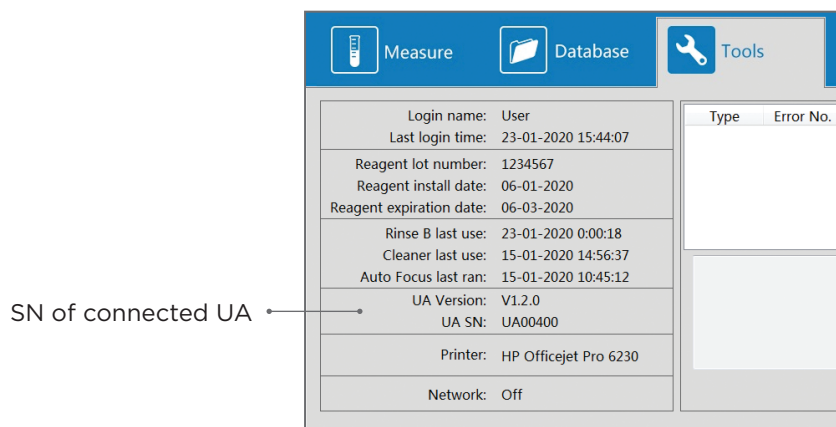 Measure
Database
Tools
Login name: User
Last login time: 23-01-2020 15:44:07
Reagent lot number: 1234567
Reagent install date: 06-01-2020
Reagent expiration date: 06-03-2020
Rinse B last use: 23-01-2020 0:00:18
Cleaner last use: 15-01-2020 14:56:37
Auto Focus last ran: 15-01-2020 10:45:12
UA Version: V1.2.0
UA SN: UA00400
Printer: HP Officejet Pro 6230
Network: Off
Type Error No.
SN of connected UA